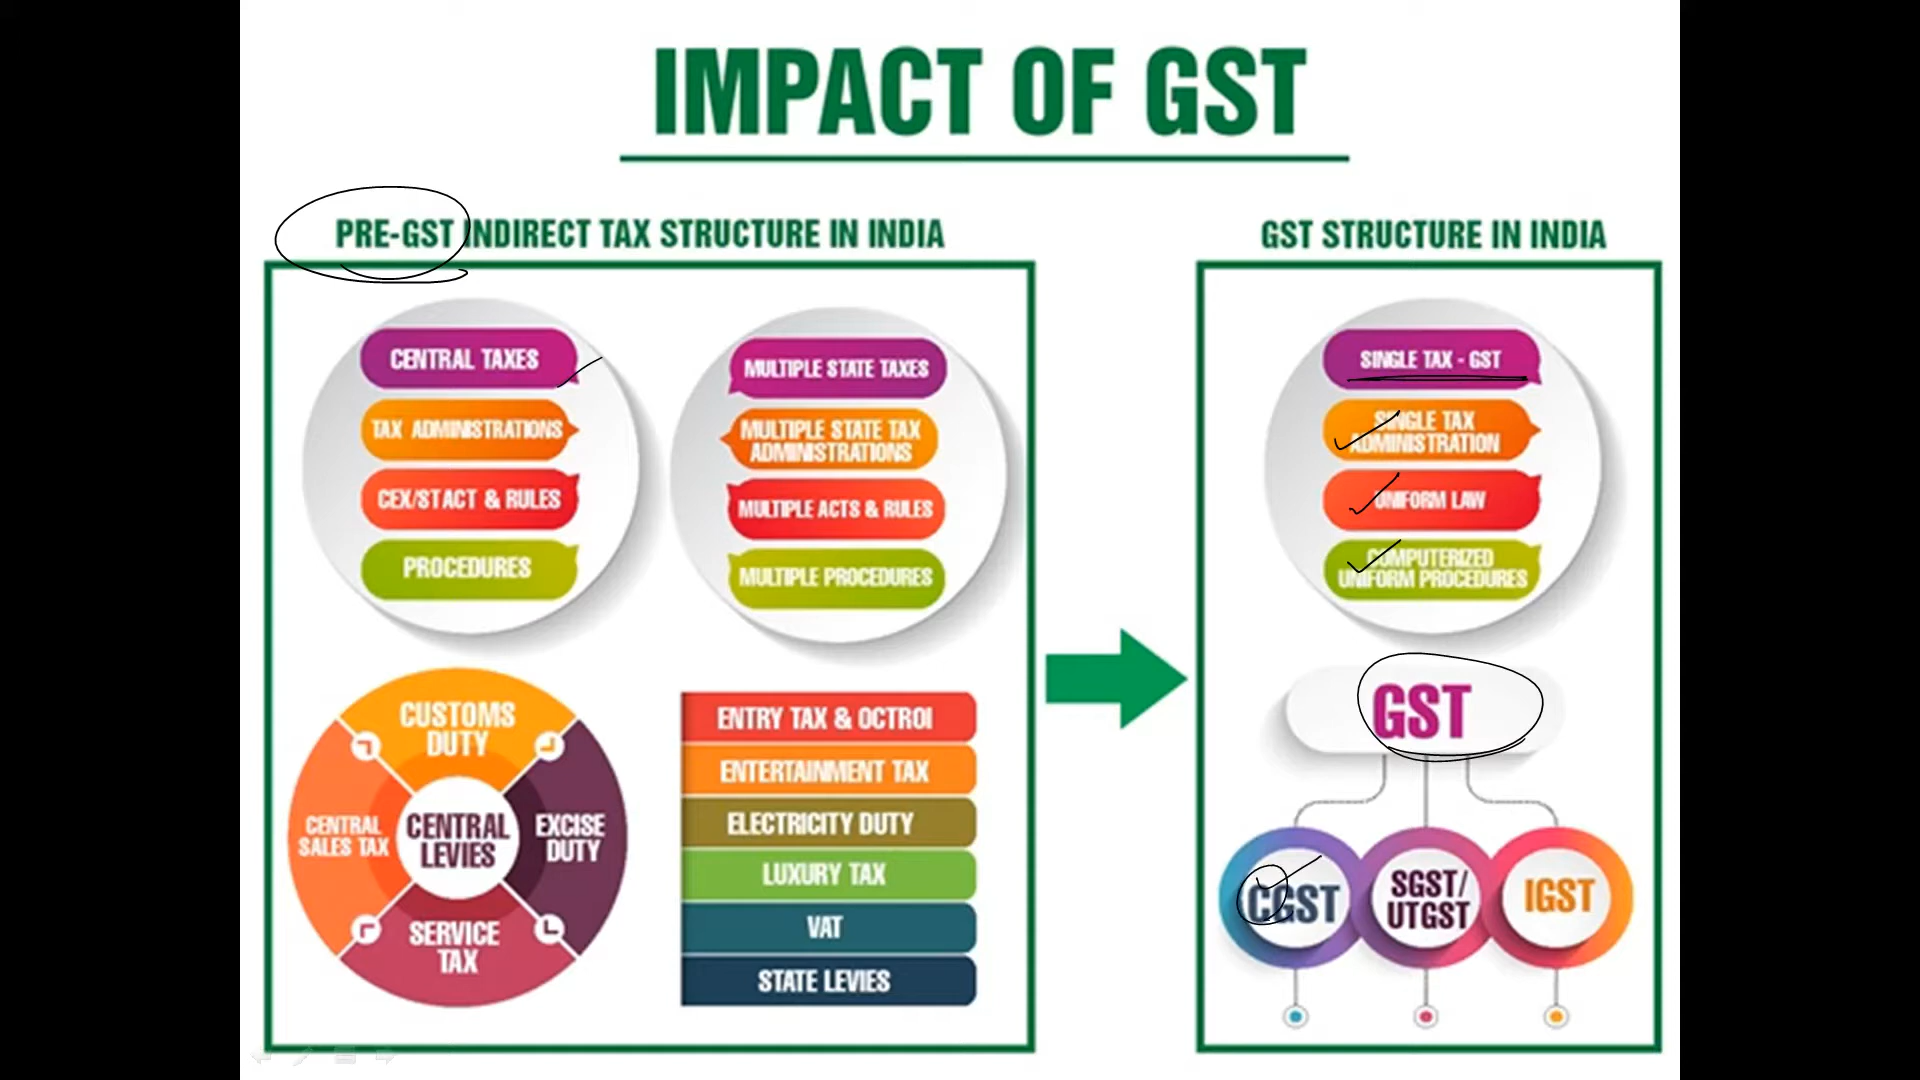 IMPACT OF GST
PRE-GST INDIRECT TAX STRUCTURE IN INDIA
CENTRAL TAXES
TAX ADMINISTRATIONS
CEX/ST ACT & RULES
PROCEDURES
MULTIPLE STATE TAXES
MULTIPLE STATE TAX
ADMINISTRATIONS
MULTIPLE ACTS & RULES
MULTIPLE PROCEDURES
CUSTOMS
DUTY
CENTRAL
SALES TAX
CENTRAL
LEVIES
EXCISE
DUTY
SERVICE
TAX
ENTRY TAX & OCTROI
ENTERTAINMENT TAX
ELECTRICITY DUTY
LUXURY TAX
VAT
STATE LEVIES
GST STRUCTURE IN INDIA
SINGLE TAX - GST
SINGLE TAX
ADMINISTRATION
UNIFORM LAW
COMPUTERIZED
UNIFORM PROCEDURES
GST
CGST
SGST/
UTGST
IGST